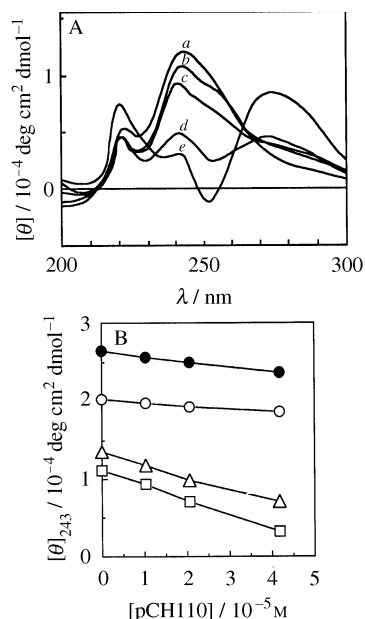 A
[θ] / 10⁻⁴ deg cm² dmol⁻¹
1
0
a
b
c
d
e
200
250
300
λ / nm
B
[θ]₂₄₃ / 10⁻⁴ deg cm² dmol⁻¹
3
2
1
0
0
1
2
3
4
5
[pCH110] / 10⁻⁵ M